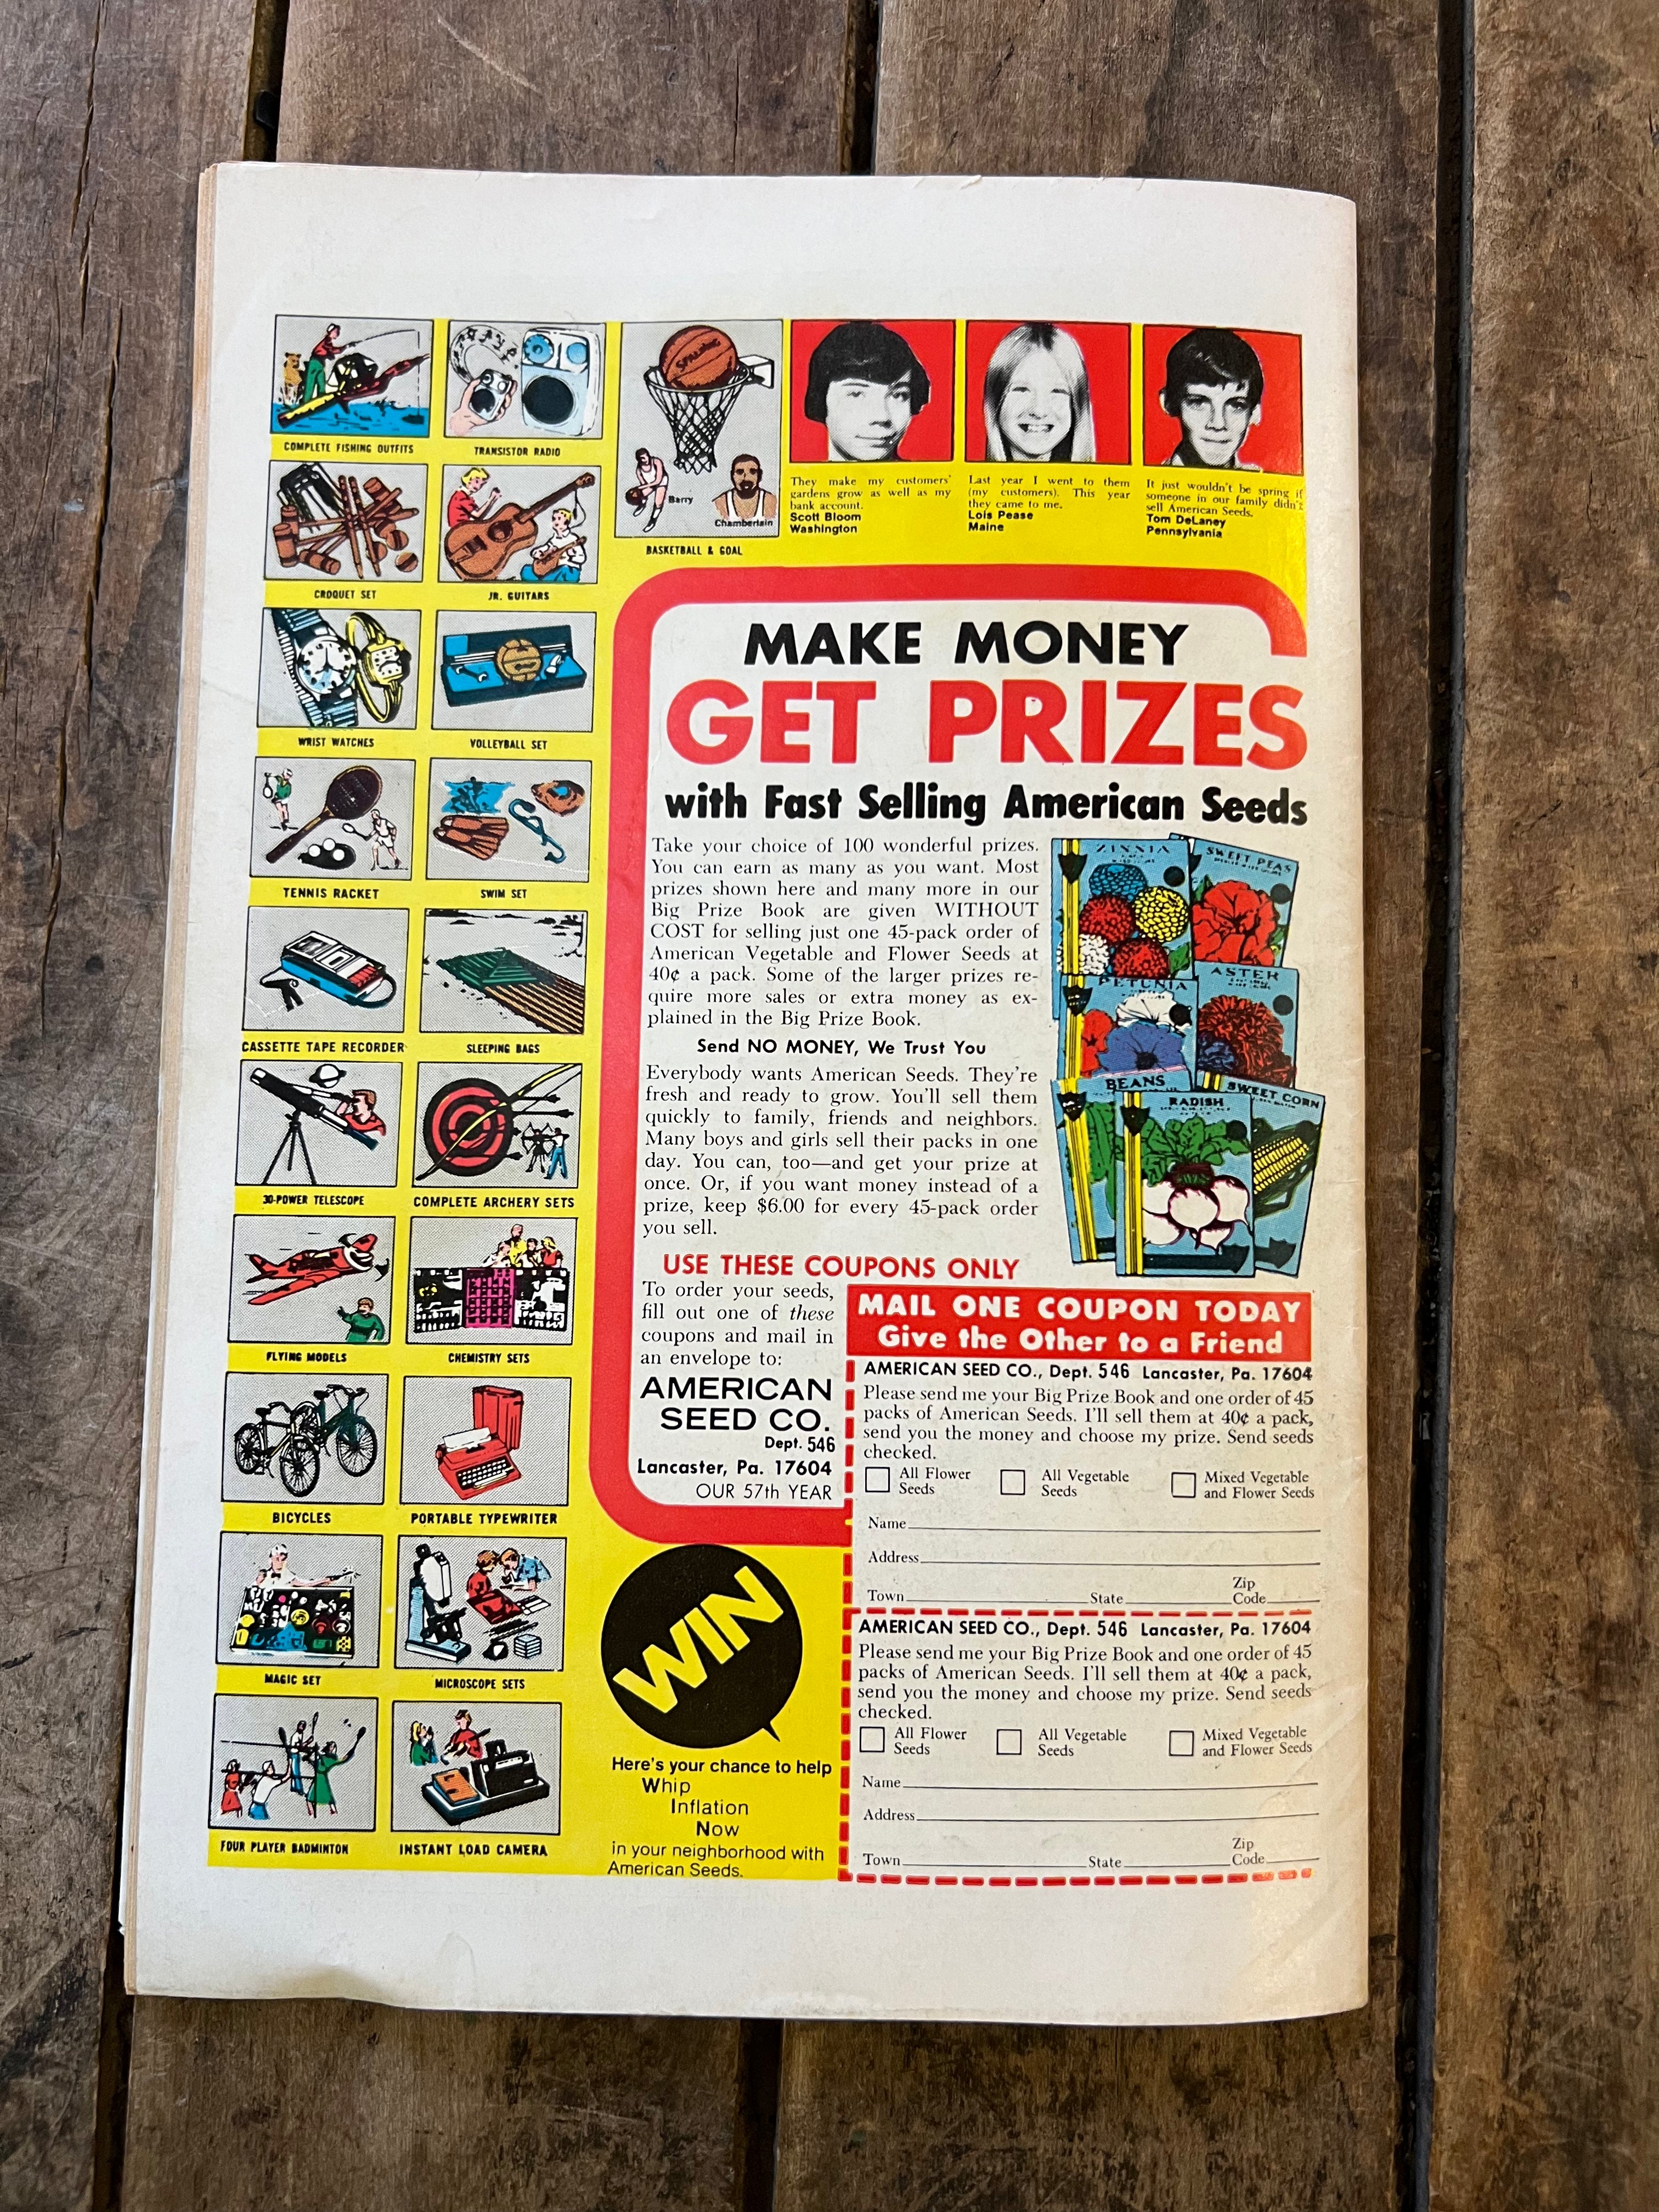 COMPLETE FISHING OUTFITS
TRANSISTOR RADIO
CROQUET SET
JR. GUITARS
WRIST WATCHES
VOLLEYBALL SET
TENNIS RACKET
SWIM SET
CASSETTE TAPE RECORDER
SLEEPING BAGS
30-POWER TELESCOPE
COMPLETE ARCHERY SETS
FLYING MODELS
CHEMISTRY SETS
BICYCLES
PORTABLE TYPEWRITER
MAGIC SET
MICROSCOPE SETS
FOUR PLAYER BADMINTON
INSTANT LOAD CAMERA
SPALDING
Barry
Chamberlain
BASKETBALL & GOAL
They make my customers'
gardens grow as well as my
bank account.
Scott Bloom
Washington
Last year I went to them
(my customers). This year
they came to me.
Lois Pease
Maine
It just wouldn't be spring if
someone in our family didn't
sell American Seeds.
Tom DeLaney
Pennsylvania
MAKE MONEY
GET PRIZES
with Fast Selling American Seeds
Take your choice of 100 wonderful prizes.
You can earn as many as you want. Most
prizes shown here and many more in our
Big Prize Book are given WITHOUT
COST for selling just one 45-pack order of
American Vegetable and Flower Seeds at
40¢ a pack. Some of the larger prizes re-
quire more sales or extra money as ex-
plained in the Big Prize Book.
Send NO MONEY, We Trust You
Everybody wants American Seeds. They're
fresh and ready to grow. You'll sell them
quickly to family, friends and neighbors.
Many boys and girls sell their packs in one
day. You can, too—and get your prize at
once. Or, if you want money instead of a
prize, keep $6.00 for every 45-pack order
you sell.
ZINNIA
SWEET PEAS
PETUNIA
ASTER
BEANS
RADISH
SWEET CORN
USE THESE COUPONS ONLY
To order your seeds,
fill out one of these
coupons and mail in
an envelope to:
AMERICAN
SEED CO.
Dept. 546
Lancaster, Pa. 17604
OUR 57th YEAR
WIN
Here's your chance to help
Whip
Inflation
Now
in your neighborhood with
American Seeds.
MAIL ONE COUPON TODAY
Give the Other to a Friend
AMERICAN SEED CO., Dept. 546 Lancaster, Pa. 17604
Please send me your Big Prize Book and one order of 45
packs of American Seeds. I'll sell them at 40¢ a pack,
send you the money and choose my prize. Send seeds
checked.
All Flower Seeds
All Vegetable Seeds
Mixed Vegetable and Flower Seeds
Name
Address
Town State Zip Code
AMERICAN SEED CO., Dept. 546 Lancaster, Pa. 17604
Please send me your Big Prize Book and one order of 45
packs of American Seeds. I'll sell them at 40¢ a pack,
send you the money and choose my prize. Send seeds
checked.
All Flower Seeds
All Vegetable Seeds
Mixed Vegetable and Flower Seeds
Name
Address
Town State Zip Code